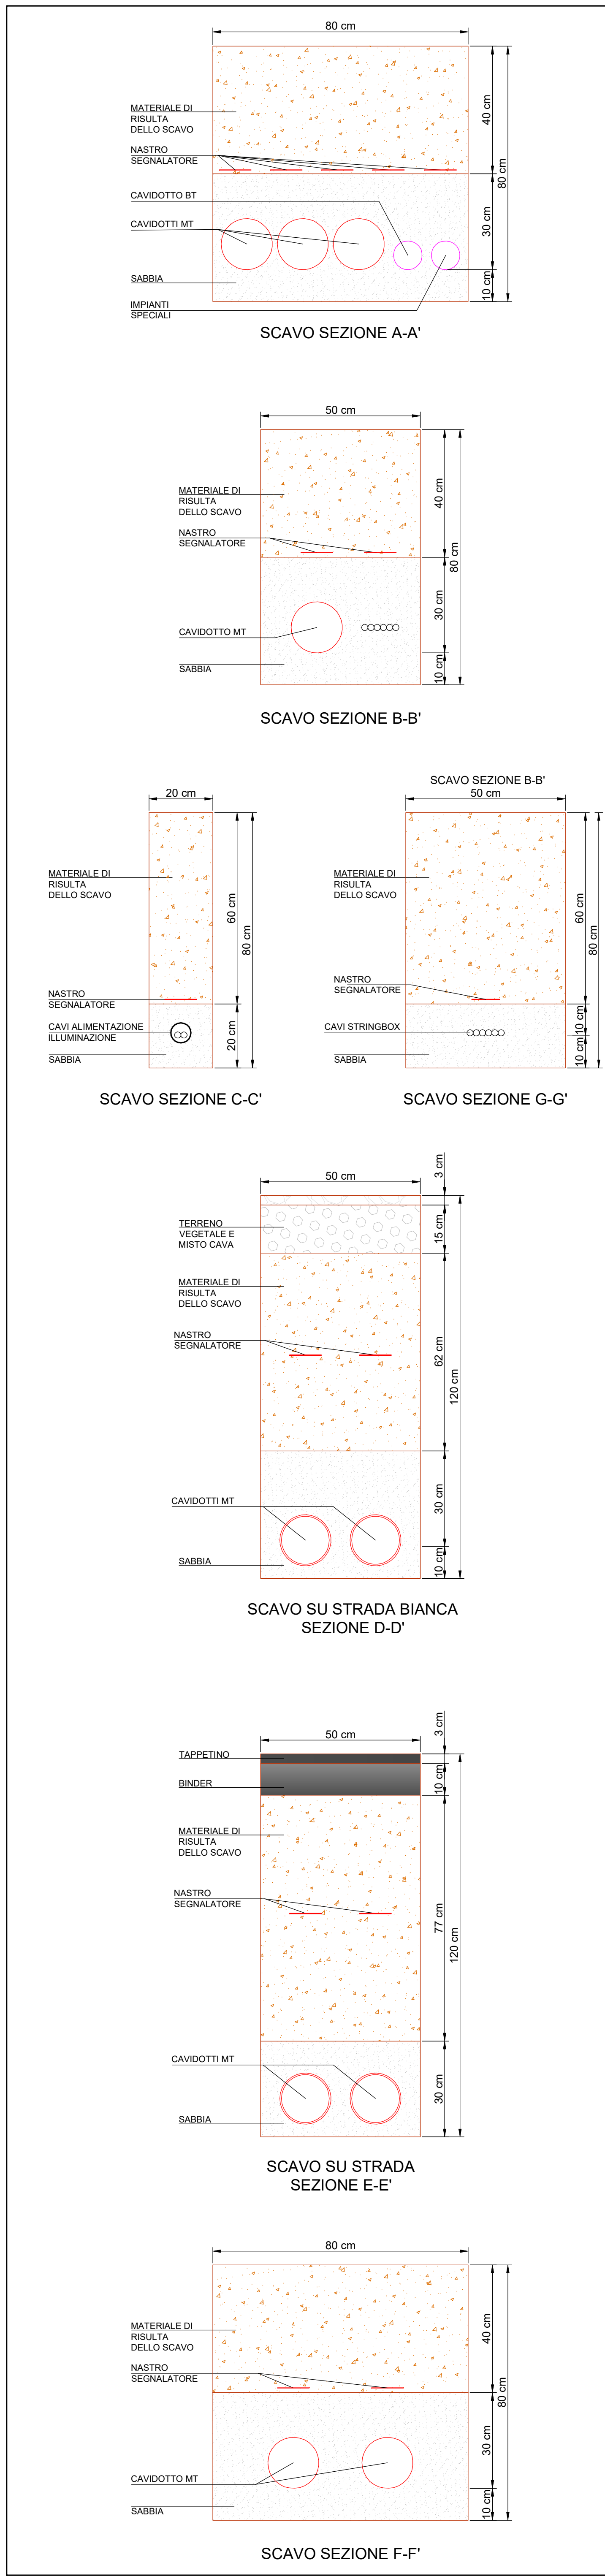 80 cm
MATERIALE DI
RISULTA
DELLO SCAVO
NASTRO
SEGNALATORE
CAVIDOTTO BT
CAVIDOTTI MT
SABBIA
IMPIANTI
SPECIALI
40 cm
30 cm
10 cm
80 cm
SCAVO SEZIONE A-A'
50 cm
MATERIALE DI
RISULTA
DELLO SCAVO
NASTRO
SEGNALATORE
CAVIDOTTO MT
SABBIA
40 cm
30 cm
10 cm
80 cm
SCAVO SEZIONE B-B'
20 cm
MATERIALE DI
RISULTA
DELLO SCAVO
NASTRO
SEGNALATORE
CAVI ALIMENTAZIONE
ILLUMINAZIONE
SABBIA
60 cm
20 cm
80 cm
SCAVO SEZIONE C-C'
SCAVO SEZIONE B-B'
50 cm
MATERIALE DI
RISULTA
DELLO SCAVO
NASTRO
SEGNALATORE
CAVI STRINGBOX
SABBIA
60 cm
10 cm
10 cm
80 cm
SCAVO SEZIONE G-G'
50 cm
TERRENO
VEGETALE E
MISTO CAVA
MATERIALE DI
RISULTA
DELLO SCAVO
NASTRO
SEGNALATORE
CAVIDOTTI MT
SABBIA
3 cm
15 cm
62 cm
30 cm
10 cm
120 cm
SCAVO SU STRADA BIANCA
SEZIONE D-D'
50 cm
TAPPETINO
BINDER
MATERIALE DI
RISULTA
DELLO SCAVO
NASTRO
SEGNALATORE
CAVIDOTTI MT
SABBIA
3 cm
10 cm
77 cm
30 cm
120 cm
SCAVO SU STRADA
SEZIONE E-E'
80 cm
MATERIALE DI
RISULTA
DELLO SCAVO
NASTRO
SEGNALATORE
CAVIDOTTO MT
SABBIA
40 cm
30 cm
10 cm
80 cm
SCAVO SEZIONE F-F'